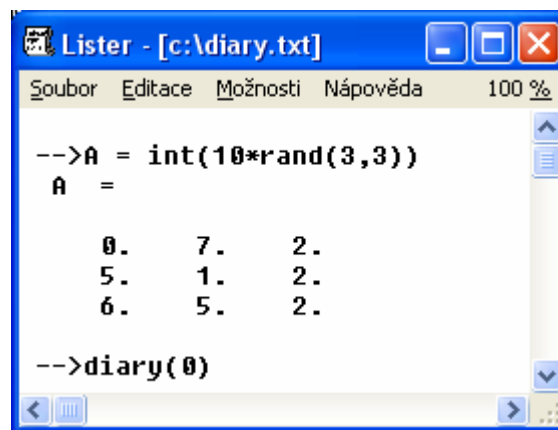 Lister - [c:\diary.txt]
Soubor Editace Možnosti Nápověda 100 %
-->A = int(10*rand(3,3))
A =
0. 7. 2.
5. 1. 2.
6. 5. 2.
-->diary(0)